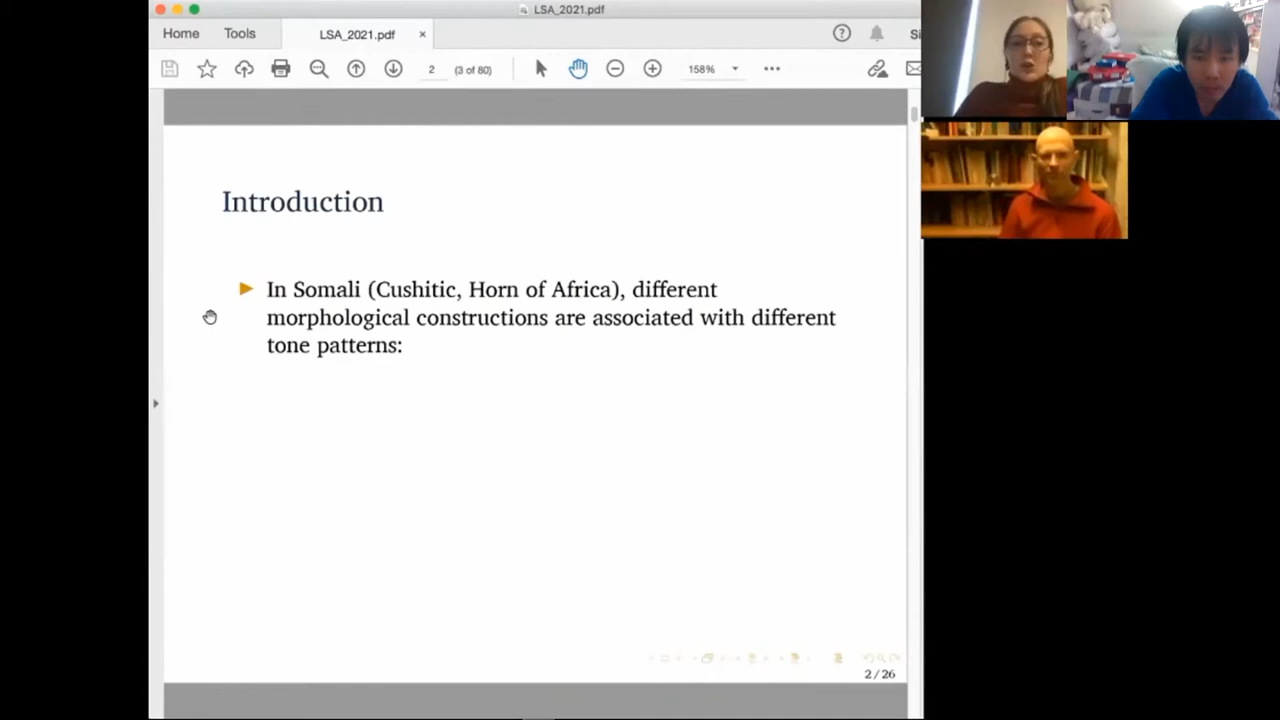 LSA_2021.pdf
Home
Tools
LSA_2021.pdf
×
?
Si
2
(3 of 80)
158%
Introduction
In Somali (Cushitic, Horn of Africa), different
morphological constructions are associated with different
tone patterns:
2 / 26